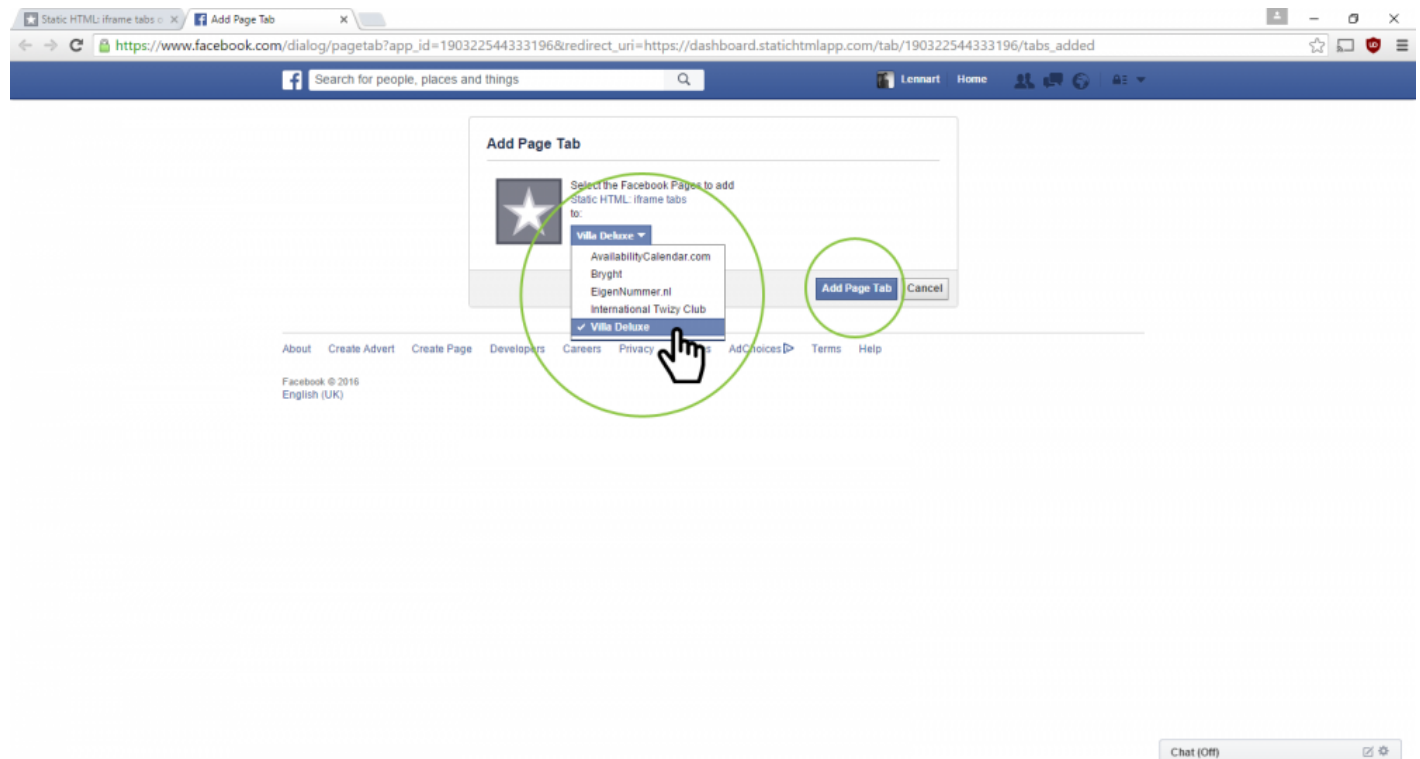 Static HTML: iframe tabs o
Add Page Tab
https://www.facebook.com/dialog/pagetab?app_id=190322544333196&redirect_uri=https://dashboard.statichtmlapp.com/tab/190322544333196/tabs_added
Search for people, places and things
Lennart Home
Add Page Tab
Select the Facebook Pages to add
Static HTML: iframe tabs
to:
Villa Deluxe
AvailabilityCalendar.com
Bryght
EigenNummer.nl
International Twizy Club
Villa Deluxe
Add Page Tab Cancel
About Create Advert Create Page Developers Careers Privacy AdChoices Terms Help
Facebook © 2016
English (UK)
Chat (Off)